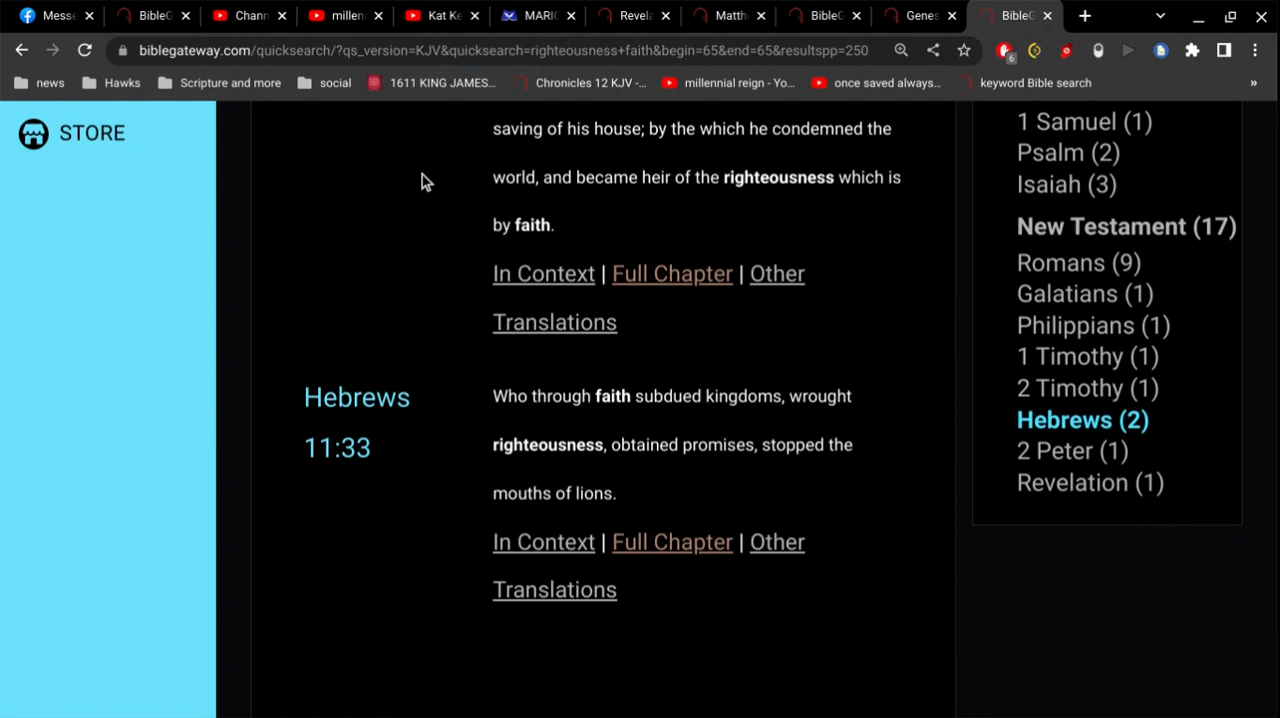 Messe
BibleG
Chann
millen
Kat Ke
MARIC
Revela
Matth
BibleG
Genes
BibleG
biblegateway.com/quicksearch/?qs_version=KJV&quicksearch=righteousness+faith&begin=65&end=65&resultspp=250
6
news
Hawks
Scripture and more
social
1611 KING JAMES...
Chronicles 12 KJV -...
millennial reign - Yo...
once saved always...
keyword Bible search
»
STORE
saving of his house; by the which he condemned the
world, and became heir of the righteousness which is
by faith.
In Context | Full Chapter | Other
Translations
Hebrews
11:33
Who through faith subdued kingdoms, wrought
righteousness, obtained promises, stopped the
mouths of lions.
In Context | Full Chapter | Other
Translations
1 Samuel (1)
Psalm (2)
Isaiah (3)
New Testament (17)
Romans (9)
Galatians (1)
Philippians (1)
1 Timothy (1)
2 Timothy (1)
Hebrews (2)
2 Peter (1)
Revelation (1)